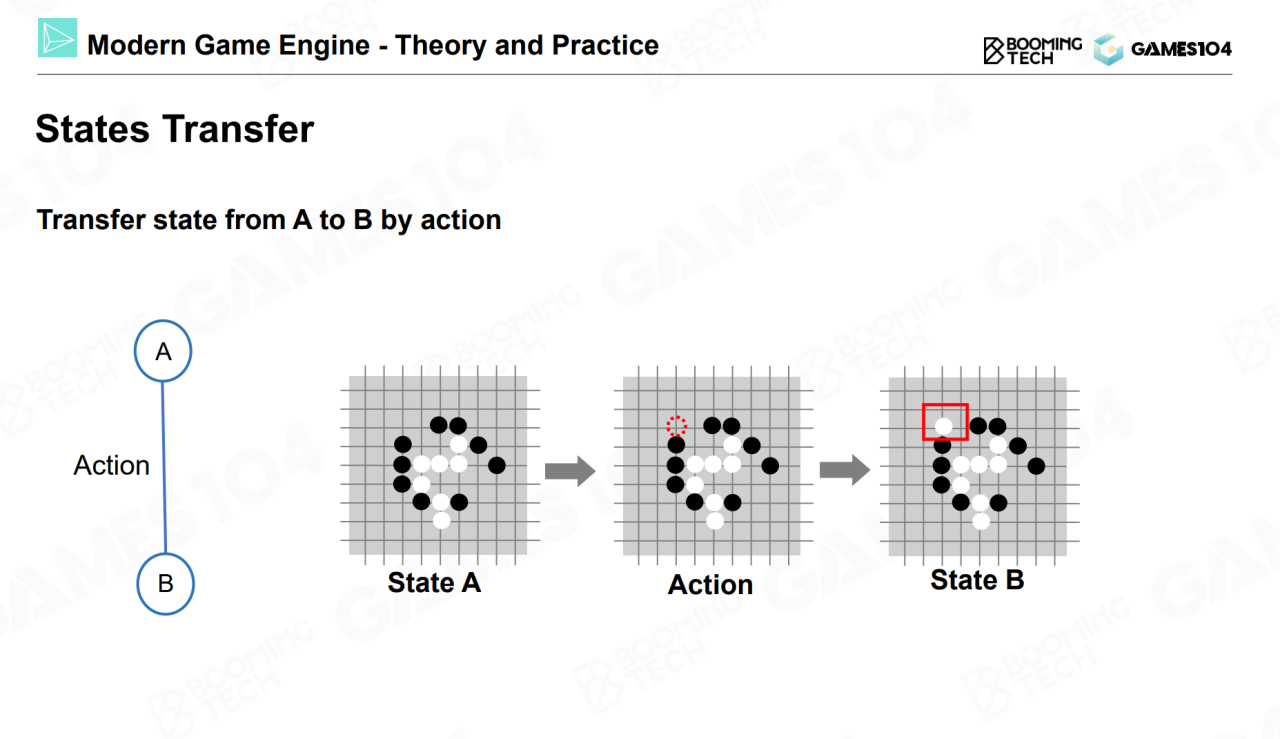 Modern Game Engine - Theory and Practice
BOOMING
TECH
GAMES104
States Transfer
Transfer state from A to B by action
A
Action
B
State A
Action
State B